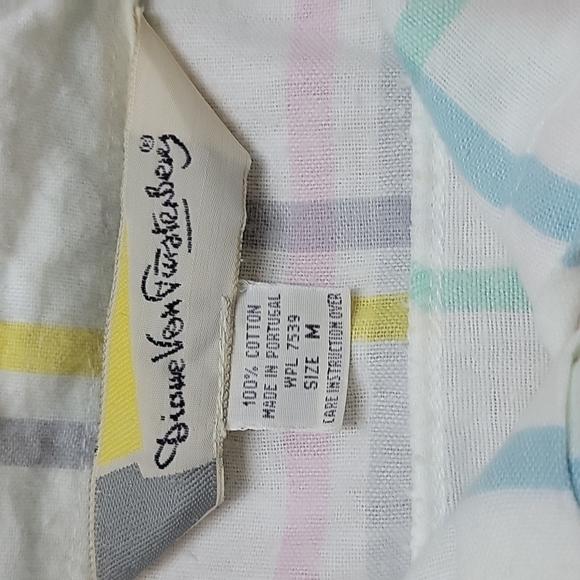 Diane Von Furstenberg®
100% COTTON
MADE IN PORTUGAL
WPL 7539
SIZE M
CARE INSTRUCTION OVER